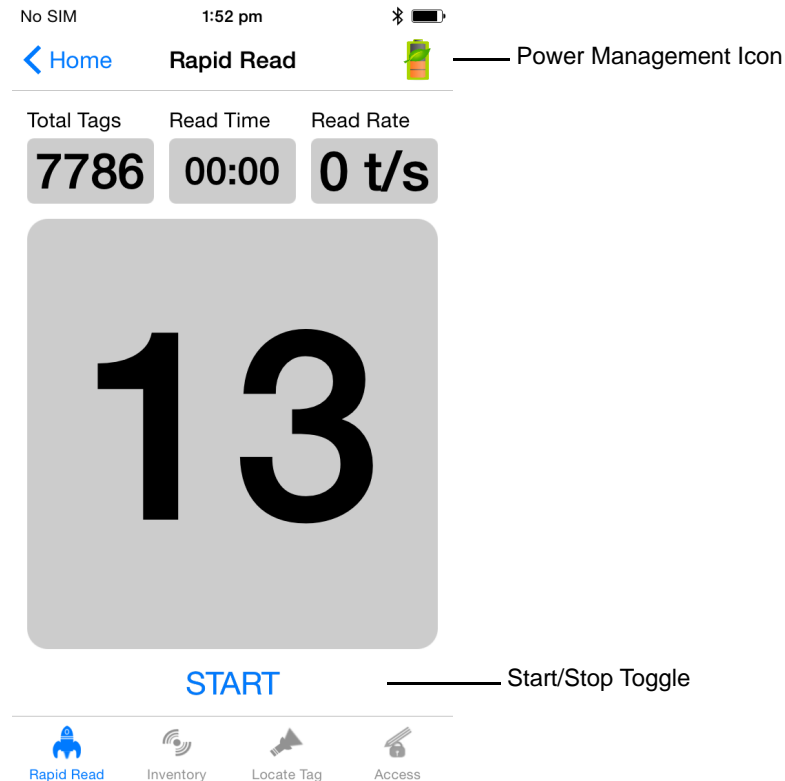 No SIM 1:52 pm
Home Rapid Read Power Management Icon
Total Tags Read Time Read Rate
7786 00:00 0 t/s
13
START Start/Stop Toggle
Rapid Read Inventory Locate Tag Access